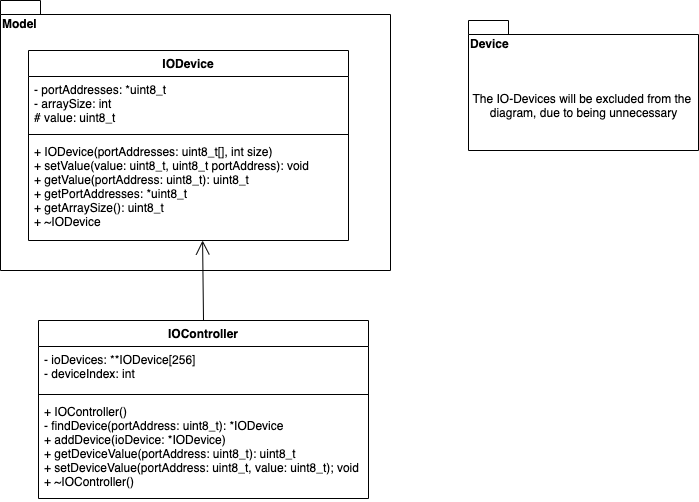 Model
IODevice
- portAddresses: *uint8_t
- arraySize: int
# value: uint8_t
+ IODevice(portAddresses: uint8_t[], int size)
+ setValue(value: uint8_t, uint8_t portAddress): void
+ getValue(portAddress: uint8_t): uint8_t
+ getPortAddresses: *uint8_t
+ getArraySize(): uint8_t
+ ~IODevice
Device
The IO-Devices will be excluded from the
diagram, due to being unnecessary
IOController
- ioDevices: **IODevice[256]
- deviceIndex: int
+ IOController()
- findDevice(portAddress: uint8_t): *IODevice
+ addDevice(ioDevice: *IODevice)
+ getDeviceValue(portAddress: uint8_t): uint8_t
+ setDeviceValue(portAddress: uint8_t, value: uint8_t); void
+ ~IOController()